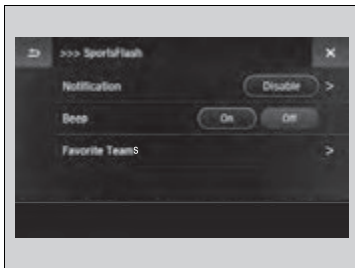 >>> SportsFlash
Notification Disable >
Beep On Off
Favorite Teams >